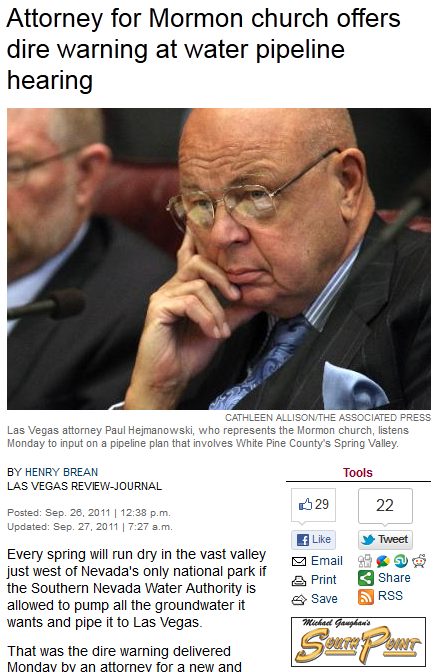 Attorney for Mormon church offers
dire warning at water pipeline
hearing
CATHLEEN ALLISON/THE ASSOCIATED PRESS
Las Vegas attorney Paul Hejmanowski, who represents the Mormon church, listens
Monday to input on a pipeline plan that involves White Pine County's Spring Valley.
BY HENRY BREAN
LAS VEGAS REVIEW-JOURNAL
Posted: Sep. 26, 2011 | 12:38 p.m.
Updated: Sep. 27, 2011 | 7:27 a.m.
Every spring will run dry in the vast valley
just west of Nevada's only national park if
the Southern Nevada Water Authority is
allowed to pump all the groundwater it
wants and pipe it to Las Vegas.
That was the dire warning delivered
Monday by an attorney for a new and
Tools
29
22
Like
Tweet
Email
Print
Share
Save
RSS
Michael Gaughan's
South Point